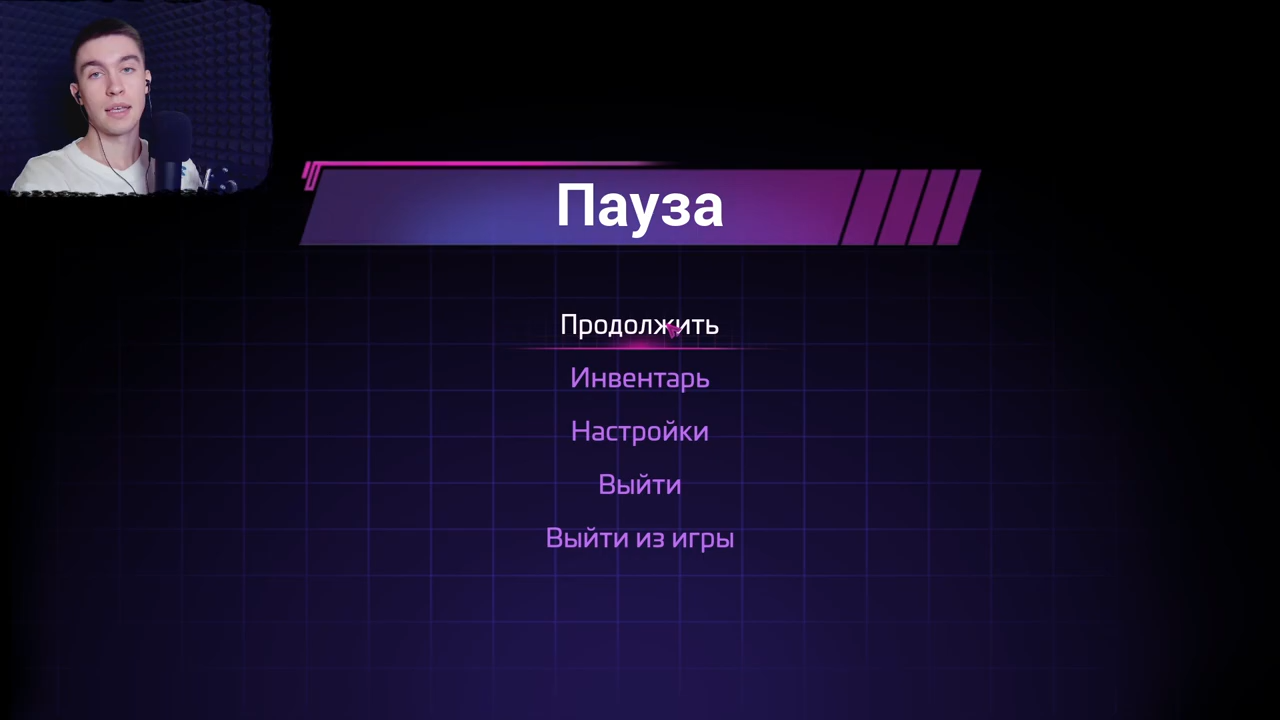 Пауза
Продолжить
Инвентарь
Настройки
Выйти
Выйти из игры